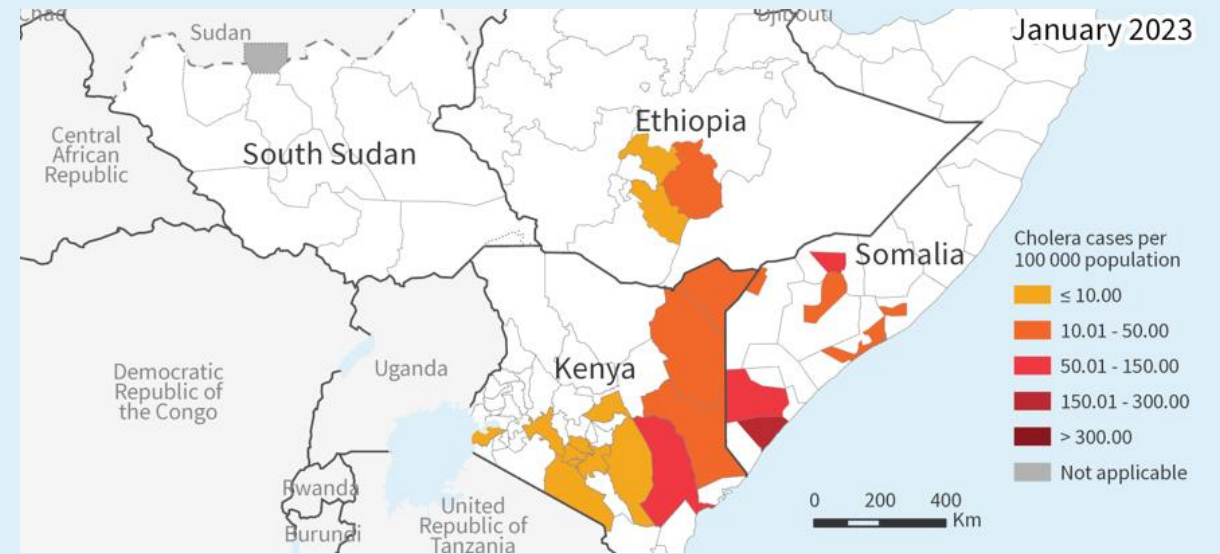 Chad
Sudan
Djibouti
January 2023
Central
African
Republic
South Sudan
Ethiopia
Somalia
Cholera cases per
100 000 population
≤ 10.00
10.01 - 50.00
50.01 - 150.00
150.01 - 300.00
> 300.00
Not applicable
Democratic
Republic of
the Congo
Uganda
Kenya
Rwanda
Burundi
United
Republic of
Tanzania
0 200 400
Km